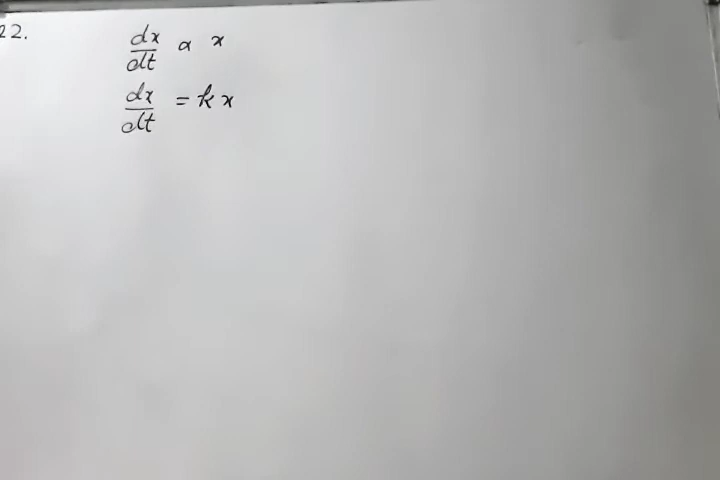 22. dx/dt α x
dx/dt = kx